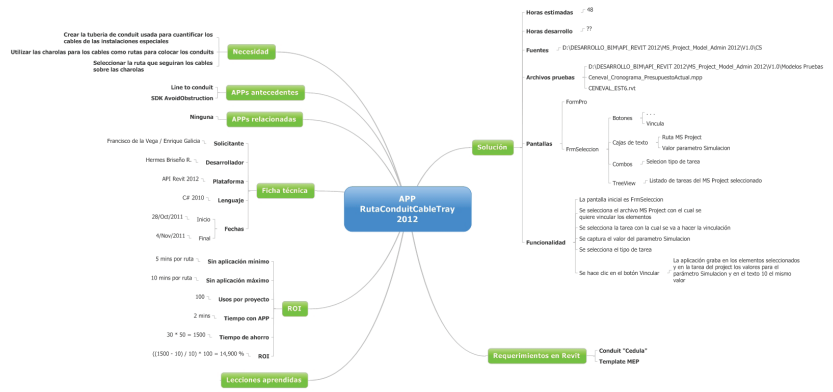 Crear la tubería de conduit usada para cuantificar los
cables de las instalaciones especiales
Utilizar las charolas para los cables como rutas para colocar los conduits
Seleccionar la ruta que seguiran los cables
sobre las charolas
Necesidad
Line to conduit
SDK AvoidObstruction
APPs antecedentes
Ninguna
APPs relacionadas
Francisco de la Vega / Enrique Galicia
Solicitante
Hermes Briseño R.
Desarrollador
API Revit 2012
Plataforma
C# 2010
Lenguaje
28/Oct/2011
Inicio
4/Nov/2011
Final
Fechas
Ficha técnica
5 mins por ruta
Sin aplicación mínimo
10 mins por ruta
Sin aplicación máximo
100
Usos por proyecto
2 mins
Tiempo con APP
30 * 50 = 1500
Tiempo de ahorro
((1500 - 10) / 10) * 100 = 14,900 %
ROI
ROI
Lecciones aprendidas
APP
RutaConduitCableTray
2012
Solución
Horas estimadas
48
Horas desarrollo
??
Fuentes
D:\DESARROLLO_BIM\API_REVIT 2012\MS_Project_Model_Admin 2012\V1.0\CS
Archivos pruebas
D:\DESARROLLO_BIM\API_REVIT 2012\MS_Project_Model_Admin 2012\V1.0\Modelos Pruebas
Ceneval_Cronograma_PresupuestoActual.mpp
CENEVAL_EST6.rvt
Pantallas
FormPro
FrmSeleccion
Botones
. . .
Vincula
Cajas de texto
Ruta MS Project
Valor parametro Simulacion
Combos
Selecion tipo de tarea
TreeView
Listado de tareas del MS Project seleccionado
Funcionalidad
La pantalla inicial es FrmSeleccion
Se selecciona el archivo MS Project con el cual se
quiere vincular los elementos
Se selecciona la tarea con la cual se va a hacer la vinculación
Se captura el valor del parametro Simulacion
Se selecciona el tipo de tarea
Se hace clic en el botón Vincular
La aplicación graba en los elementos seleccionados
y en la tarea del project los valores para el
parámetro Simulacion y en el texto 10 el mismo
valor
Requerimientos en Revit
Conduit "Cedula"
Template MEP